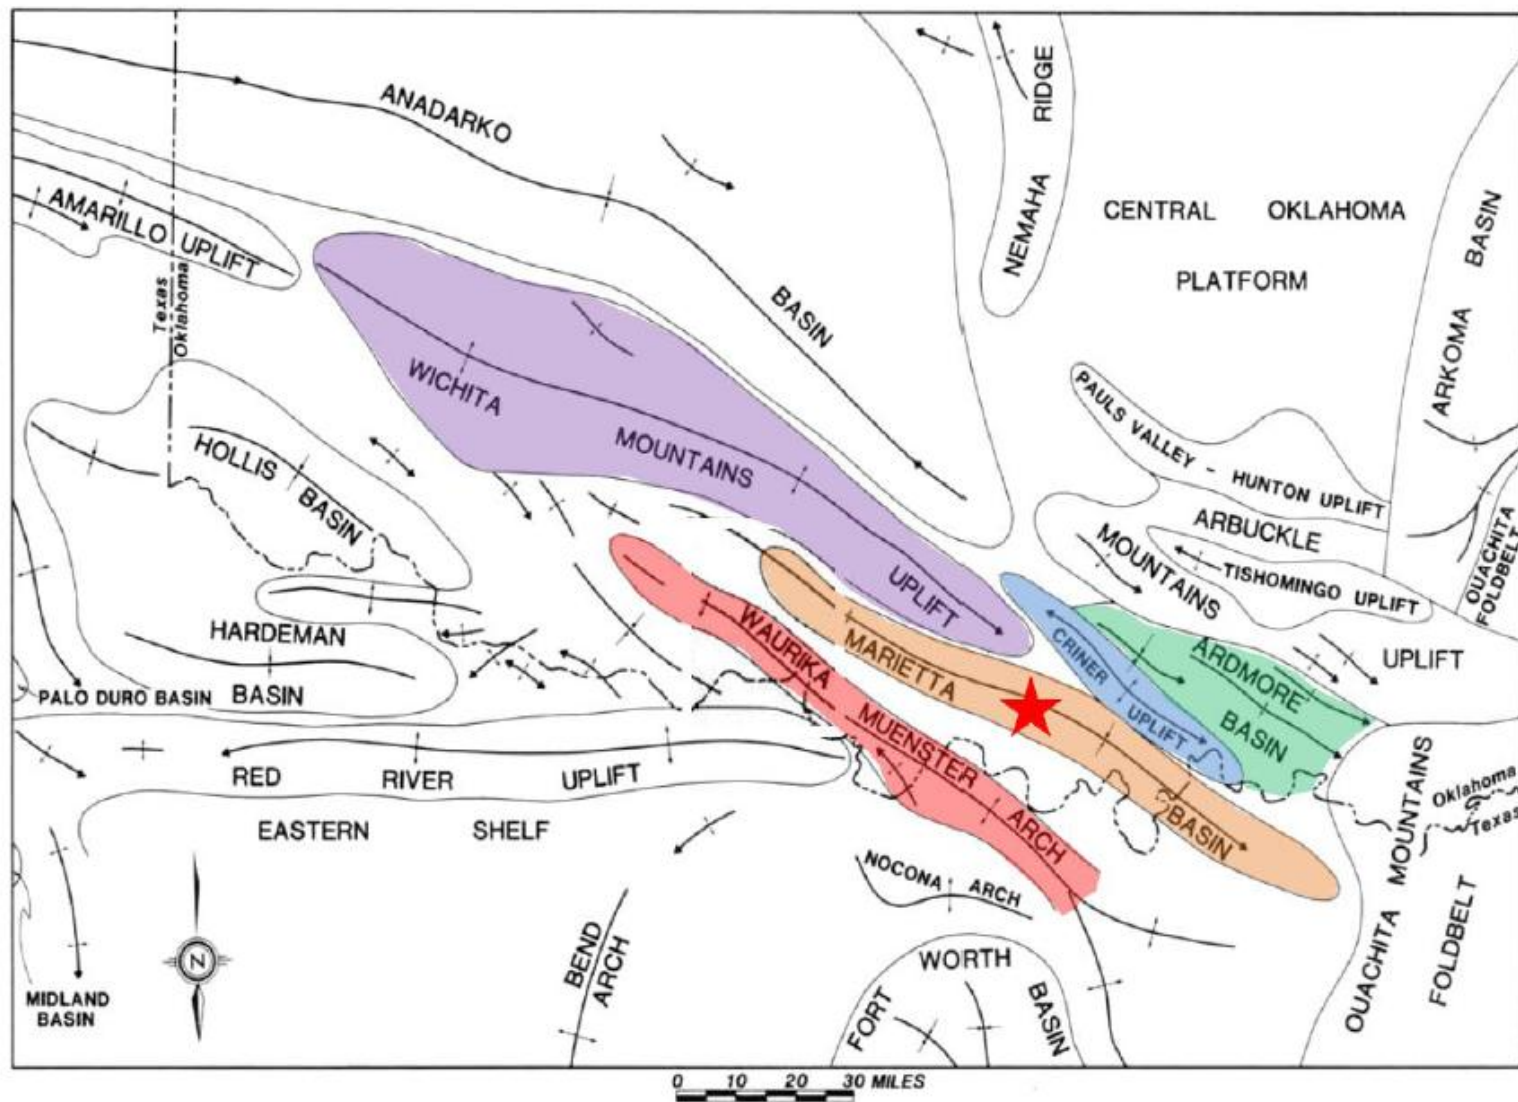 ANADARKO
BASIN
NEMAHA RIDGE
CENTRAL OKLAHOMA
PLATFORM
ARKOMA BASIN
AMARILLO UPLIFT
Texas
Oklahoma
WICHITA
MOUNTAINS
UPLIFT
PAULS VALLEY - HUNTON UPLIFT
ARBUCKLE
MOUNTAINS
TISHOMINGO UPLIFT
UPLIFT
OUACHITA
FOLDBELT
HOLLIS
BASIN
HARDEMAN
BASIN
PALO DURO BASIN
WAURIKA
MUENSTER
ARCH
MARIETTA
BASIN
CRINER
UPLIFT
ARDMORE
BASIN
RED RIVER UPLIFT
EASTERN SHELF
Oklahoma
Texas
OUACHITA MOUNTAINS
FOLDBELT
NOCONA ARCH
BEND
ARCH
FORT
WORTH
BASIN
MIDLAND
BASIN
N
0 10 20 30 MILES